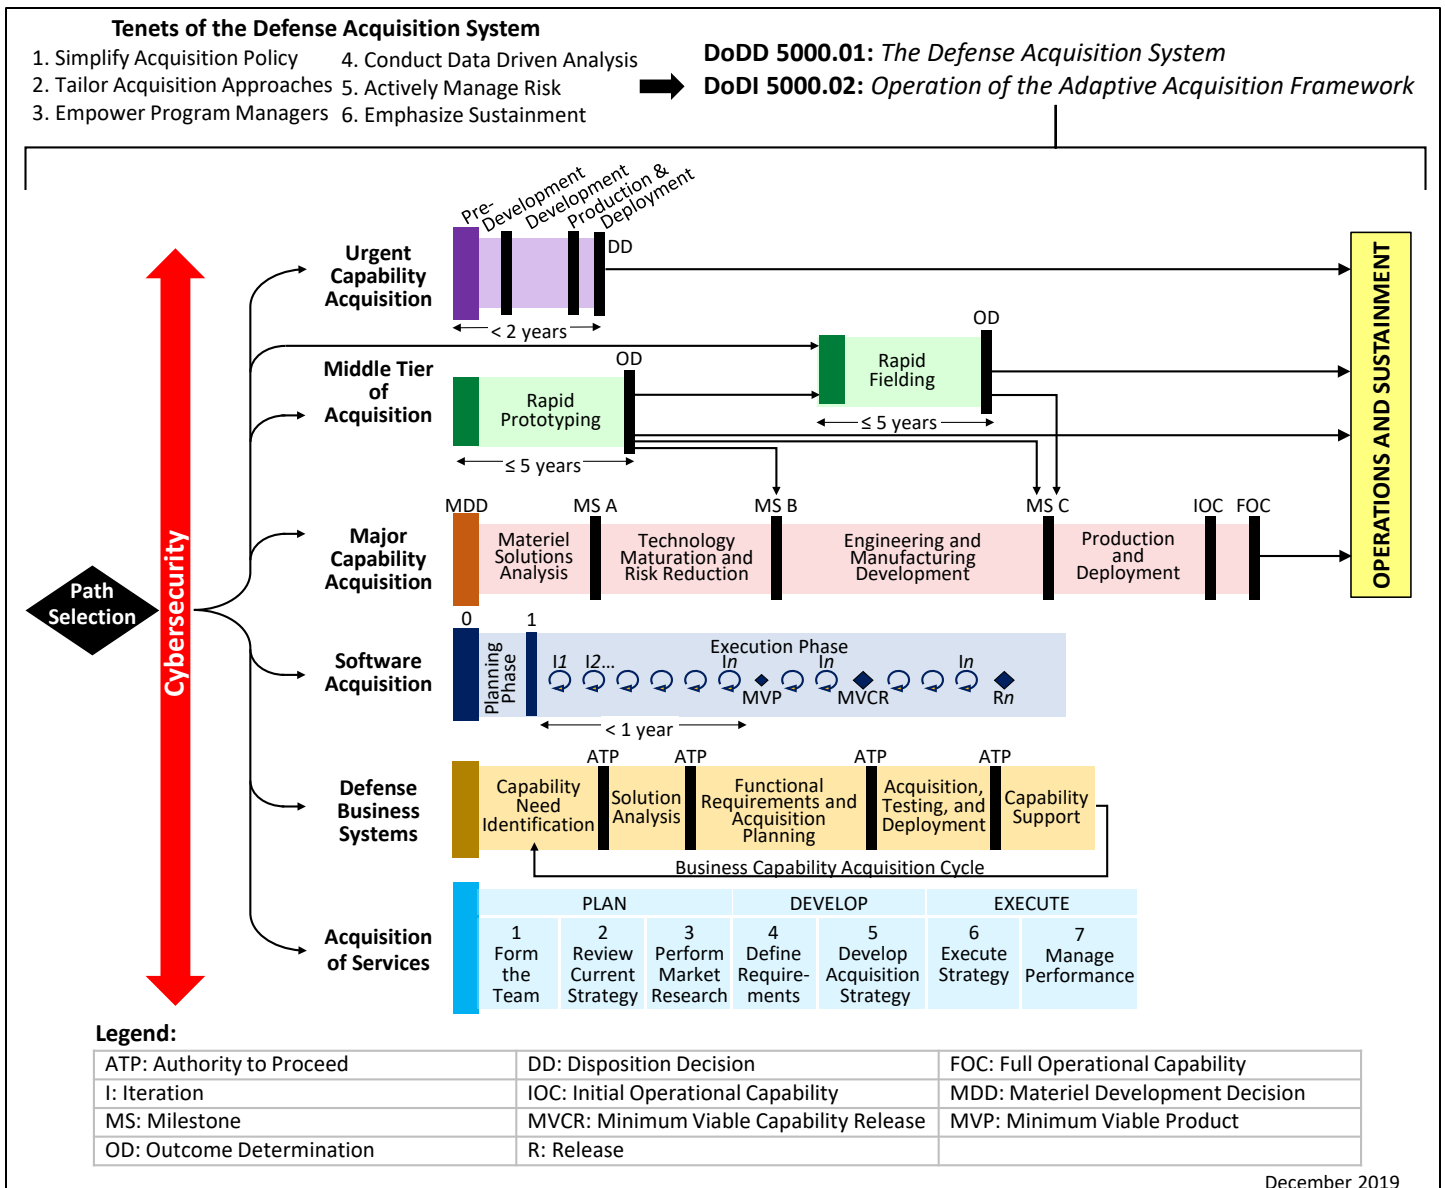 Tenets of the Defense Acquisition System
1. Simplify Acquisition Policy
2. Tailor Acquisition Approaches
3. Empower Program Managers
4. Conduct Data Driven Analysis
5. Actively Manage Risk
6. Emphasize Sustainment
DoDD 5000.01: The Defense Acquisition System
DoDI 5000.02: Operation of the Adaptive Acquisition Framework
Path
Selection
Cybersecurity
Urgent
Capability
Acquisition
Pre-
Development
Development
Production &
Deployment
DD
< 2 years
Middle Tier
of
Acquisition
Rapid
Prototyping
OD
≤ 5 years
Rapid
Fielding
OD
≤ 5 years
OPERATIONS AND SUSTAINMENT
Major
Capability
Acquisition
MDD
MS A
MS B
MS C
IOC
FOC
Materiel
Solutions
Analysis
Technology
Maturation and
Risk Reduction
Engineering and
Manufacturing
Development
Production
and
Deployment
Software
Acquisition
0
1
Planning
Phase
Execution Phase
I1
I2...
In
In
In
MVP
MVCR
Rn
< 1 year
Defense
Business
Systems
ATP
ATP
ATP
ATP
Capability
Need
Identification
Solution
Analysis
Functional
Requirements and
Acquisition
Planning
Acquisition,
Testing, and
Deployment
Capability
Support
Business Capability Acquisition Cycle
Acquisition
of Services
PLAN
DEVELOP
EXECUTE
1
Form
the
Team
2
Review
Current
Strategy
3
Perform
Market
Research
4
Define
Require-
ments
5
Develop
Acquisition
Strategy
6
Execute
Strategy
7
Manage
Performance
Legend:
ATP: Authority to Proceed
DD: Disposition Decision
FOC: Full Operational Capability
I: Iteration
IOC: Initial Operational Capability
MDD: Materiel Development Decision
MS: Milestone
MVCR: Minimum Viable Capability Release
MVP: Minimum Viable Product
OD: Outcome Determination
R: Release
December 2019